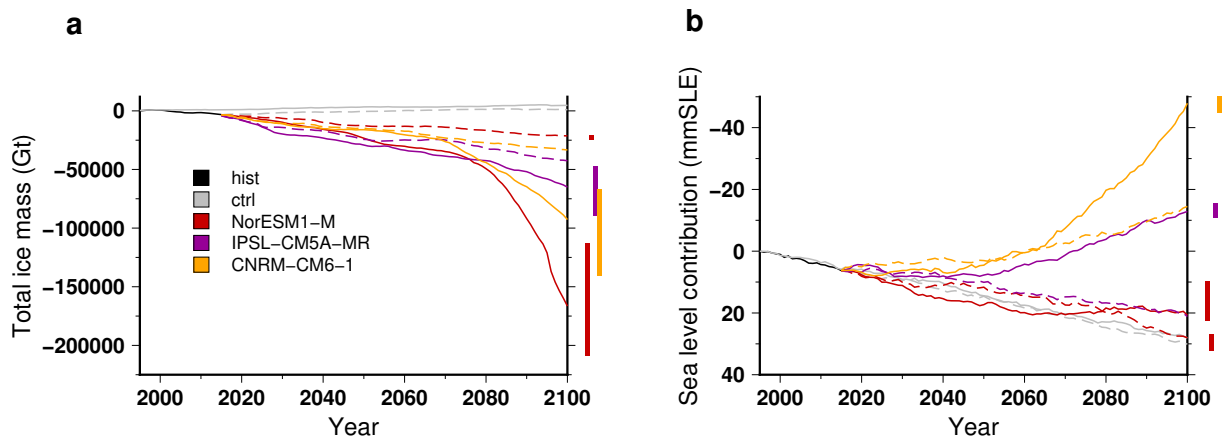 a
Total ice mass (Gt)
0
−50000
−100000
−150000
−200000
hist
ctrl
NorESM1−M
IPSL−CM5A−MR
CNRM−CM6−1
2000 2020 2040 2060 2080 2100
Year
b
Sea level contribution (mmSLE)
−40
−20
0
20
40
2000 2020 2040 2060 2080 2100
Year